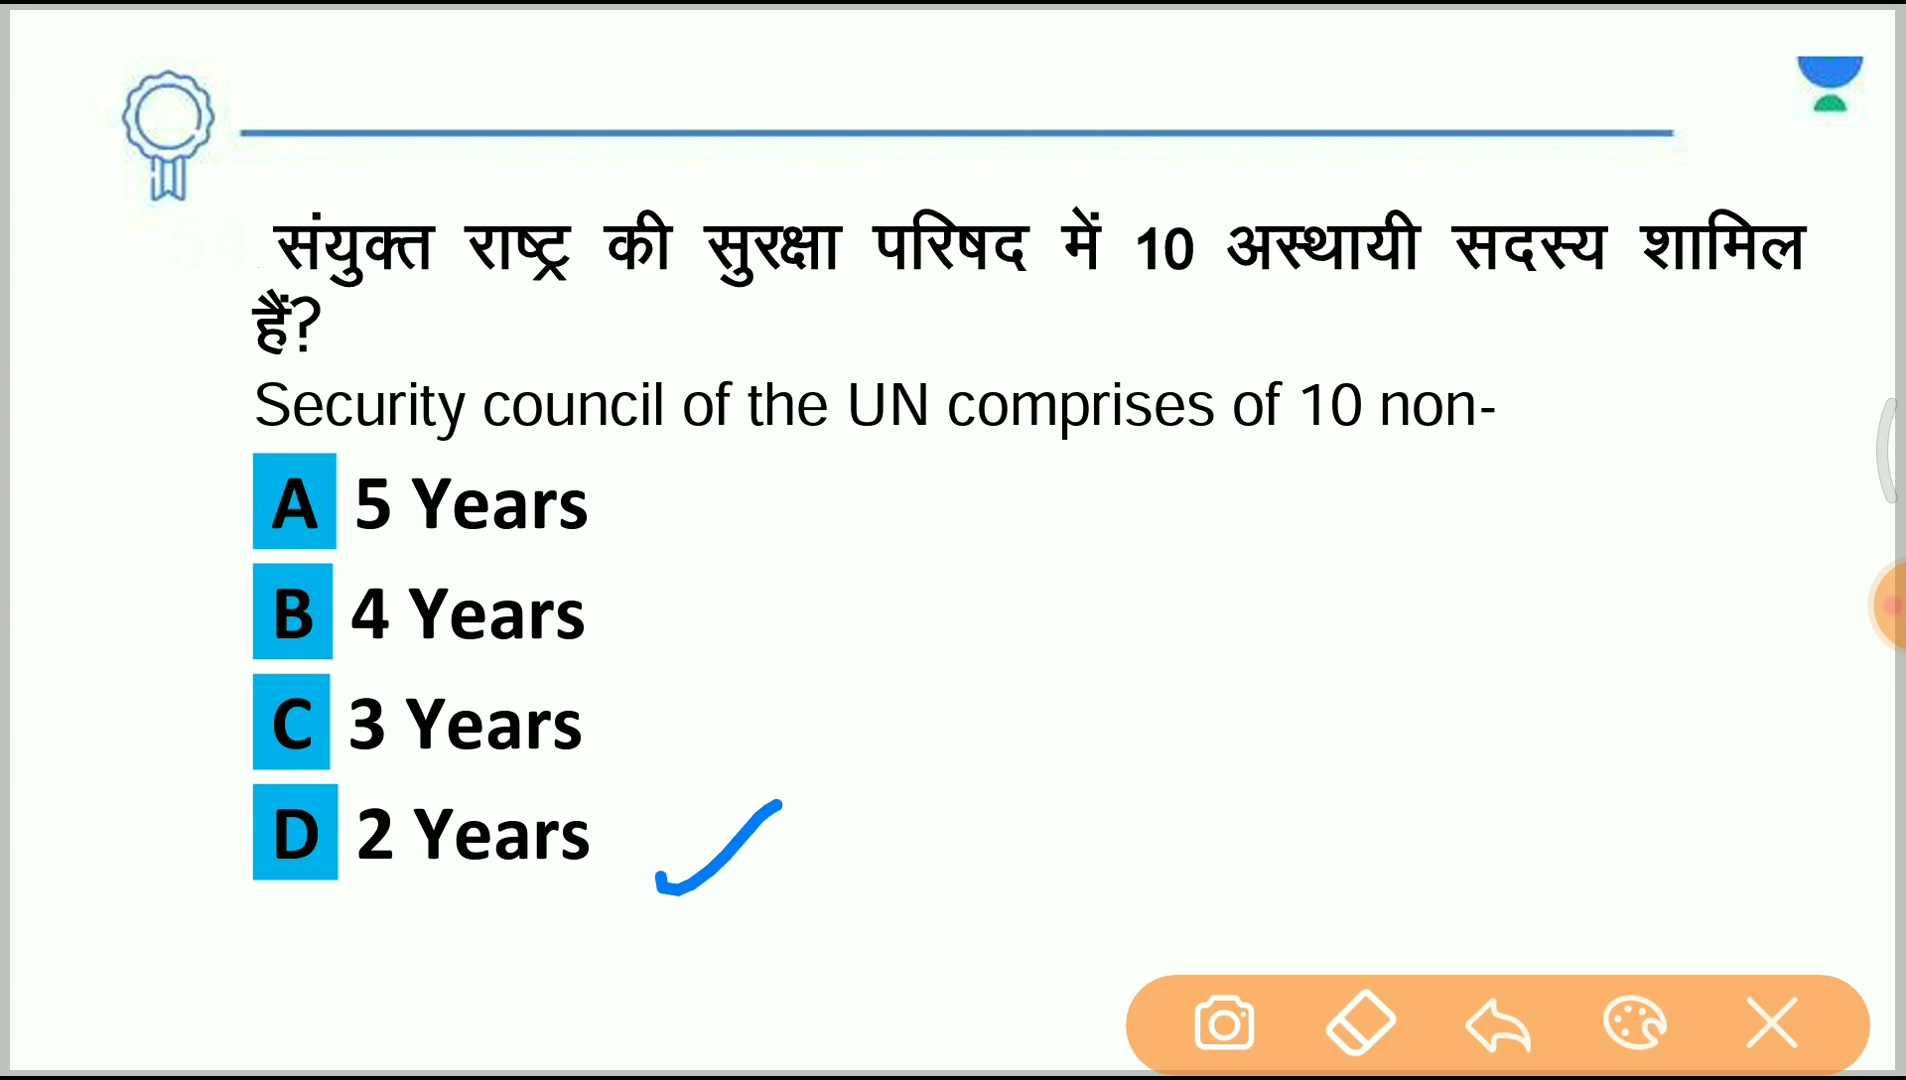 संयुक्त राष्ट्र की सुरक्षा परिषद में 10 अस्थायी सदस्य शामिल
हैं?
Security council of the UN comprises of 10 non-
A 5 Years
B 4 Years
C 3 Years
D 2 Years